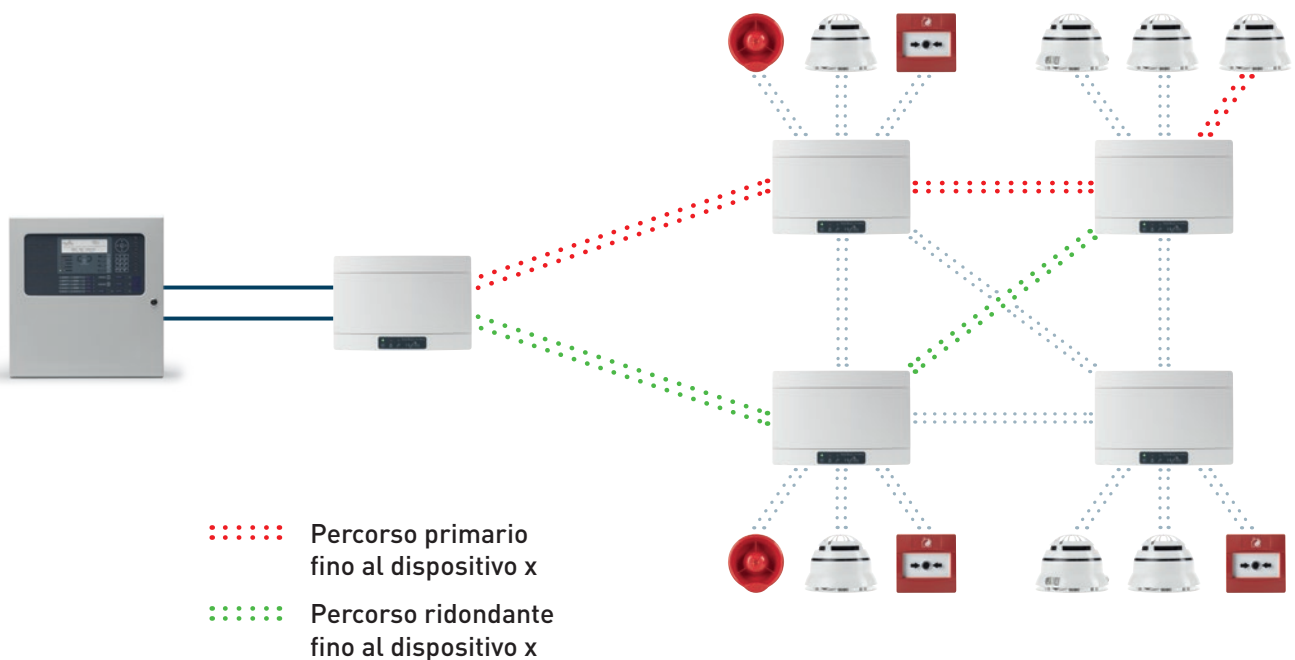 Percorso primario
fino al dispositivo x
Percorso ridondante
fino al dispositivo x